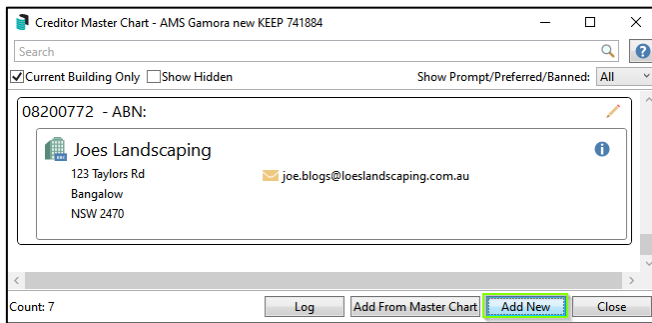 Creditor Master Chart - AMS Gamora new KEEP 741884
Search
?
Current Building Only Show Hidden Show Prompt/Preferred/Banned: All
08200772 - ABN:
Joes Landscaping
123 Taylors Rd joe.blogs@loeslandscaping.com.au
Bangalow
NSW 2470
Count: 7 Log Add From Master Chart Add New Close